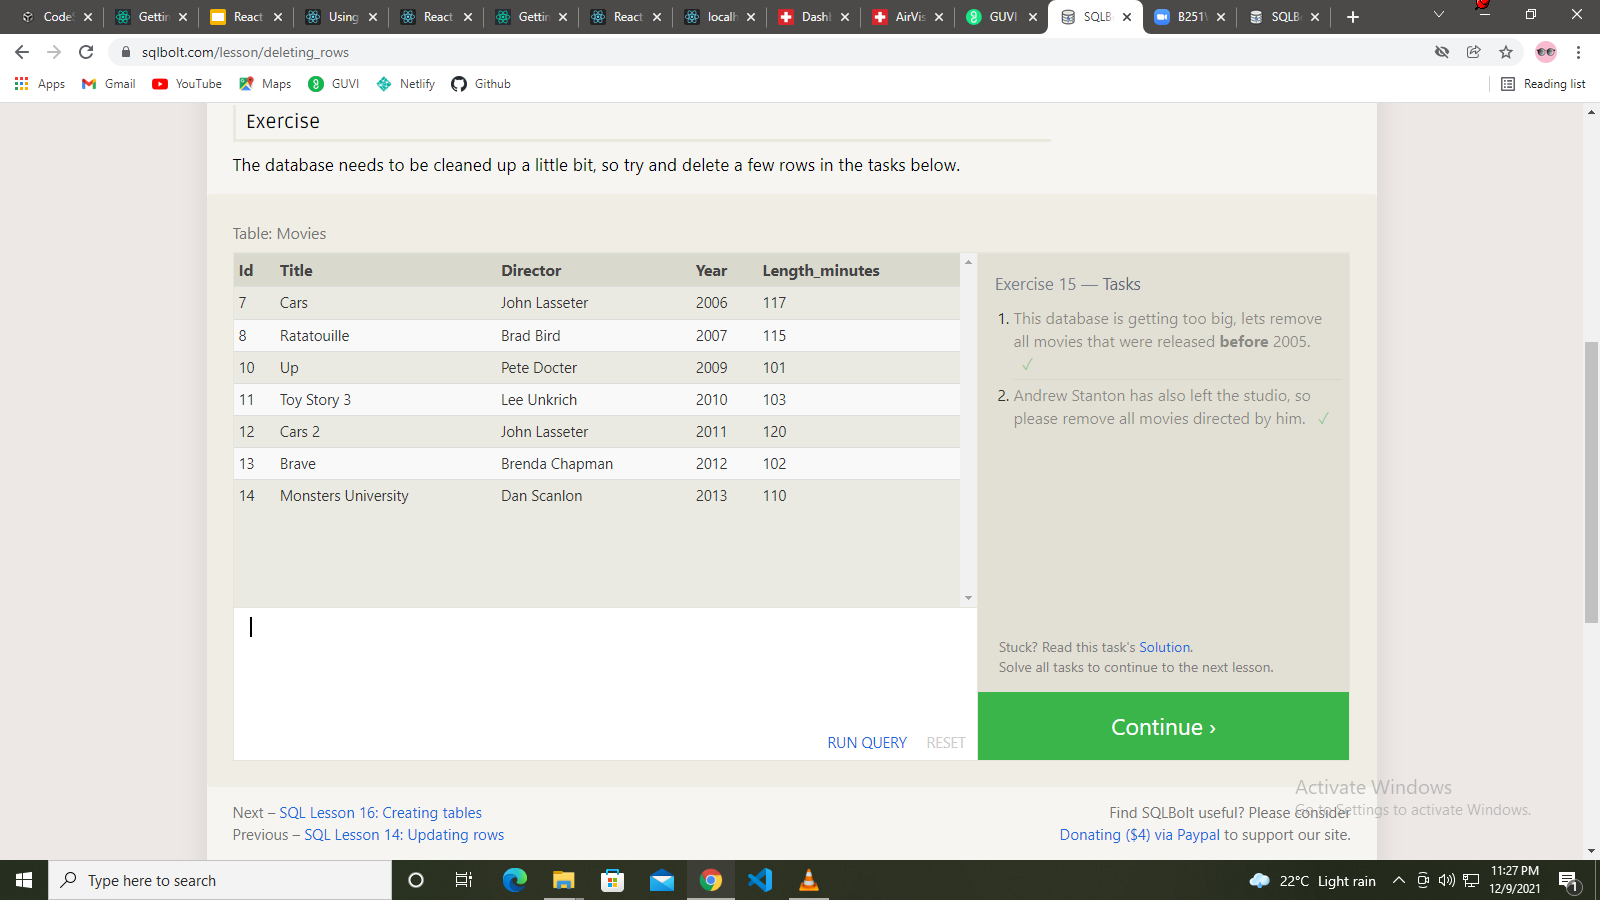 CodeS
Gettin
React
Using
React
Gettin
React
localh
Dash
AirVis
GUVI
SQLB
B251
SQLB
sqlbolt.com/lesson/deleting_rows
Apps Gmail YouTube Maps GUVI Netlify Github Reading list
Exercise
The database needs to be cleaned up a little bit, so try and delete a few rows in the tasks below.
Table: Movies
Id Title Director Year Length_minutes
7 Cars John Lasseter 2006 117
8 Ratatouille Brad Bird 2007 115
10 Up Pete Docter 2009 101
11 Toy Story 3 Lee Unkrich 2010 103
12 Cars 2 John Lasseter 2011 120
13 Brave Brenda Chapman 2012 102
14 Monsters University Dan Scanlon 2013 110
Exercise 15 — Tasks
1. This database is getting too big, lets remove
all movies that were released before 2005.
✓
2. Andrew Stanton has also left the studio, so
please remove all movies directed by him. ✓
Stuck? Read this task's Solution.
Solve all tasks to continue to the next lesson.
RUN QUERY RESET
Continue ›
Next – SQL Lesson 16: Creating tables
Previous – SQL Lesson 14: Updating rows
Find SQLBolt useful? Please consider
Donating ($4) via Paypal to support our site.
Activate Windows
Go to Settings to activate Windows.
Type here to search
22°C Light rain
11:27 PM
12/9/2021
1